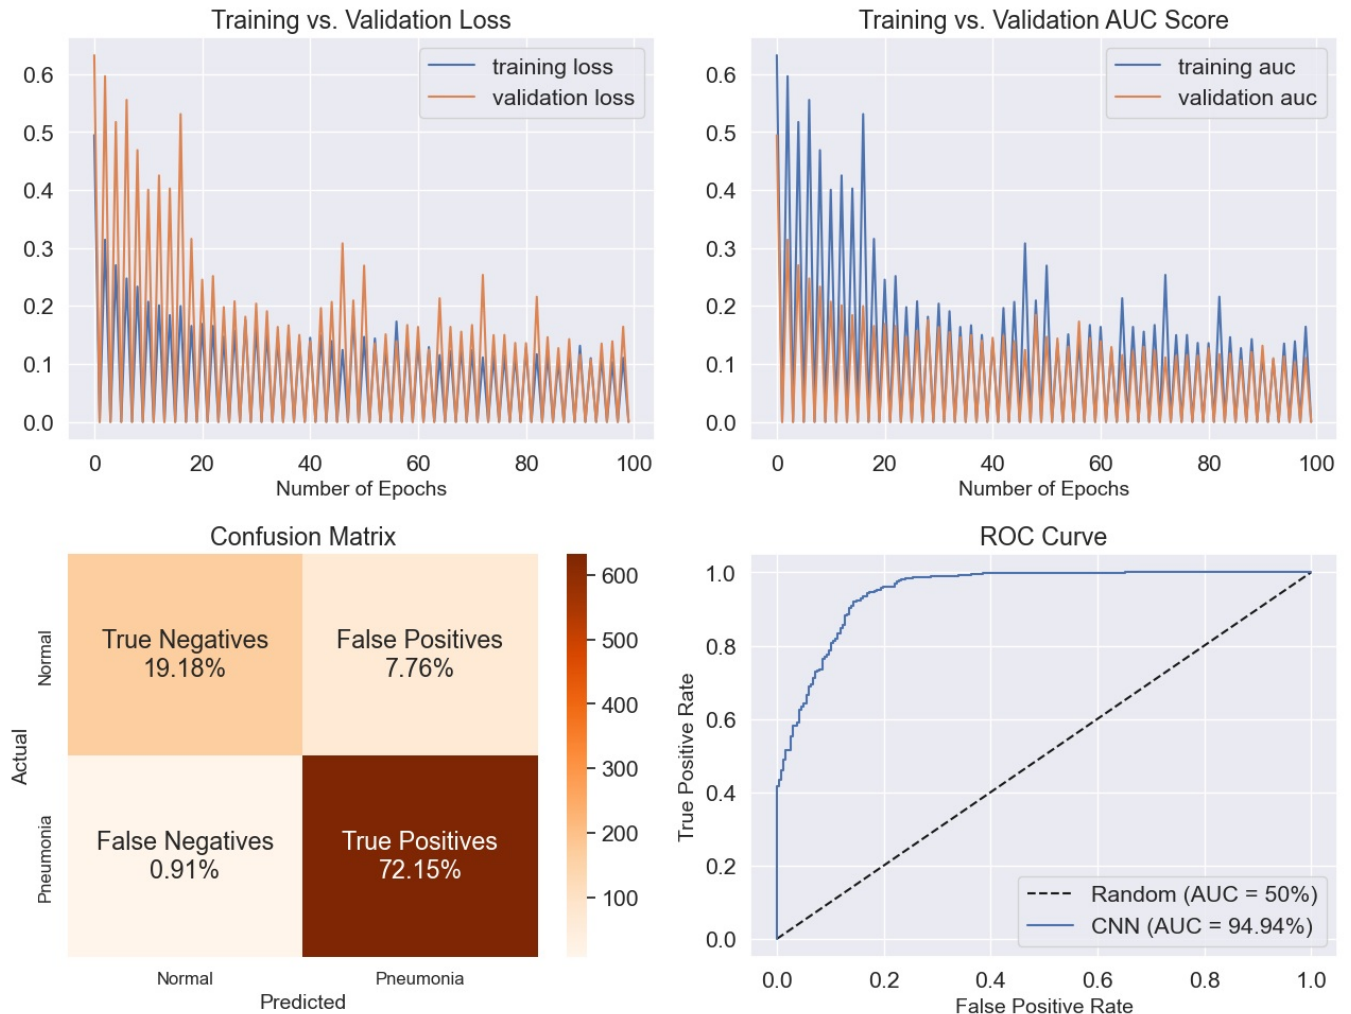 Training vs. Validation Loss
training loss
validation loss
0.6
0.5
0.4
0.3
0.2
0.1
0.0
0
20
40
60
80
100
Number of Epochs
Training vs. Validation AUC Score
training auc
validation auc
0.6
0.5
0.4
0.3
0.2
0.1
0.0
0
20
40
60
80
100
Number of Epochs
Confusion Matrix
Actual
Normal
Pneumonia
True Negatives
19.18%
False Positives
7.76%
False Negatives
0.91%
True Positives
72.15%
Normal
Pneumonia
Predicted
600
500
400
300
200
100
ROC Curve
True Positive Rate
1.0
0.8
0.6
0.4
0.2
0.0
Random (AUC = 50%)
CNN (AUC = 94.94%)
0.0
0.2
0.4
0.6
0.8
1.0
False Positive Rate